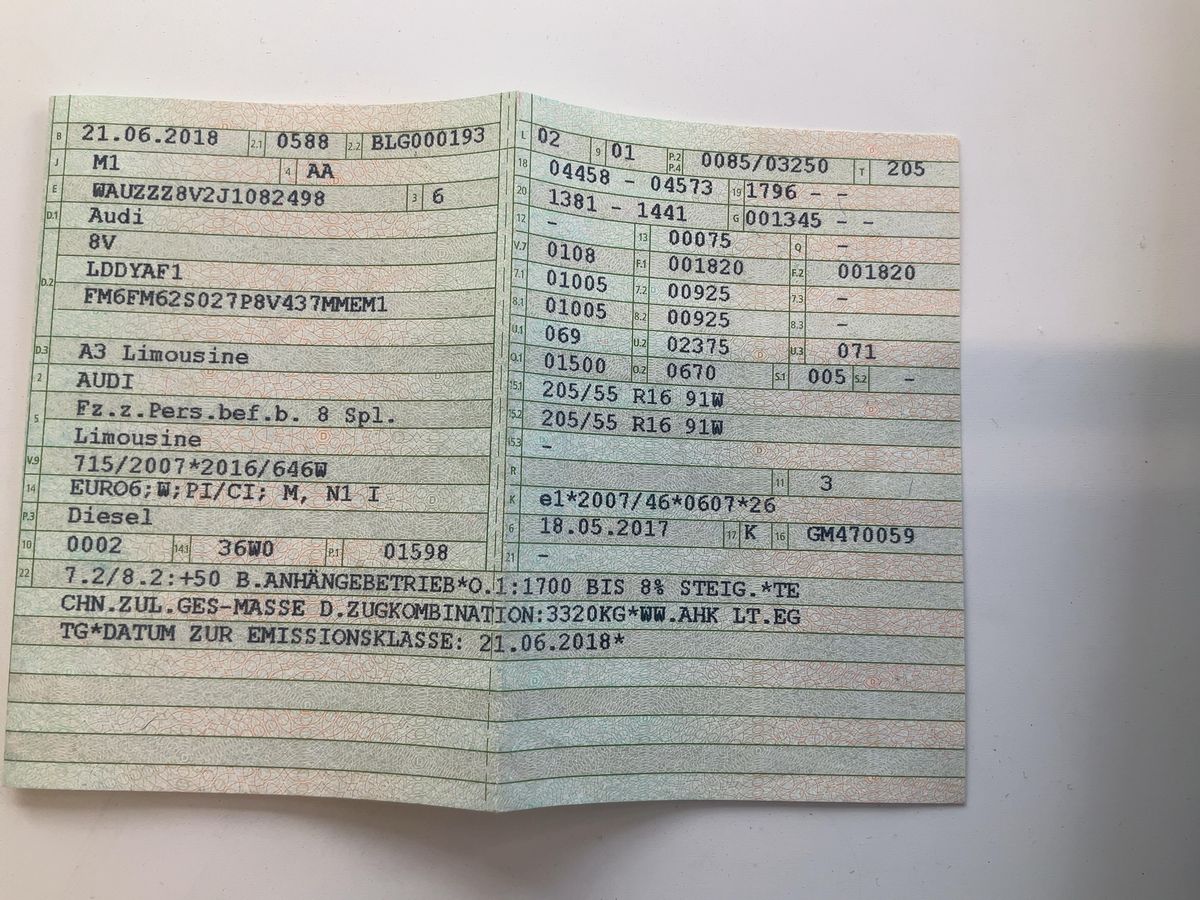 B 21.06.2018 2.1 0588 2.2 BLG000193
J M1 4 AA
E WAUZZZ8V2J1082498 3 6
D.1 Audi
8V
D.2 LDDYAF1
FM6FM62S027P8V437MMEM1
D.3 A3 Limousine
2 AUDI
5 Fz.z.Pers.bef.b. 8 Spl.
Limousine
V.9 715/2007*2016/646W
14 EURO6;W;PI/CI; M, N1 I
P.3 Diesel
10 0002 14.1 36W0 P.1 01598
L 02 9 01 P.2 P.4 0085/03250 T 205
18 04458 - 04573 19 1796 - -
20 1381 - 1441 G 001345 - -
12 - 13 00075 Q -
V.7 0108 F.1 001820 F.2 001820
7.1 01005 7.2 00925 7.3 -
8.1 01005 8.2 00925 8.3 -
U.1 069 U.2 02375 U.3 071
O.1 01500 O.2 0670 S.1 005 S.2 -
15.1 205/55 R16 91W
15.2 205/55 R16 91W
15.3 -
R 11 3
K e1*2007/46*0607*26
6 18.05.2017 17 K 16 GM470059
21 -
22 7.2/8.2:+50 B.ANHÄNGEBETRIEB*O.1:1700 BIS 8% STEIG.*TE
CHN.ZUL.GES-MASSE D.ZUGKOMBINATION:3320KG*WW.AHK LT.EG
TG*DATUM ZUR EMISSIONSKLASSE: 21.06.2018*